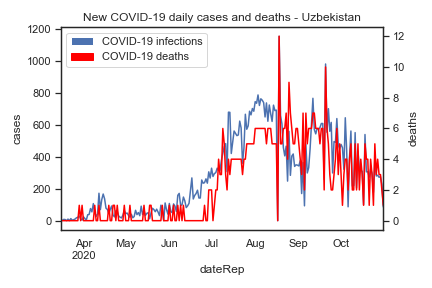 New COVID-19 daily cases and deaths - Uzbekistan
COVID-19 infections
COVID-19 deaths
1200
1000
800
600
400
200
0
cases
12
10
8
6
4
2
0
deaths
Apr May Jun Jul Aug Sep Oct
2020
dateRep